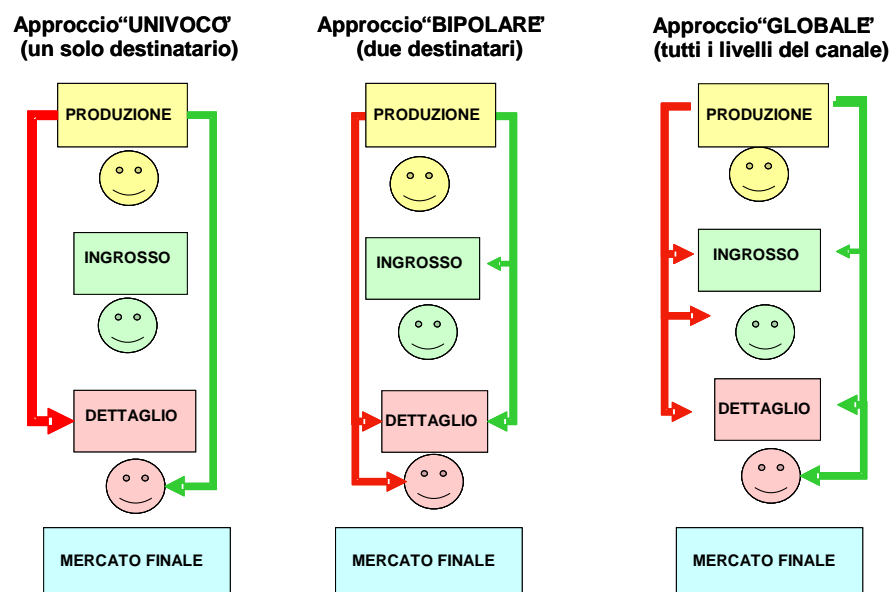 Approccio“UNIVOCO”
(un solo destinatario)
PRODUZIONE
INGROSSO
DETTAGLIO
MERCATO FINALE
Approccio“BIPOLARE”
(due destinatari)
PRODUZIONE
INGROSSO
DETTAGLIO
MERCATO FINALE
Approccio“GLOBALE”
(tutti i livelli del canale)
PRODUZIONE
INGROSSO
DETTAGLIO
MERCATO FINALE